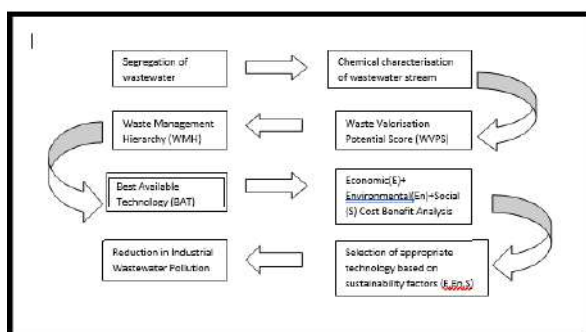 Segregation of
wastewater
Chemical characterisation
of wastewater stream
Waste Valorisation
Potential Score (WVPS)
Waste Management
Hierarchy (WMH)
Best Available
Technology (BAT)
Economic(E)+
Environmental(En)+Social
(S) Cost Benefit Analysis
Selection of appropriate
technology based on
sustainability factors (E,En,S)
Reduction in Industrial
Wastewater Pollution